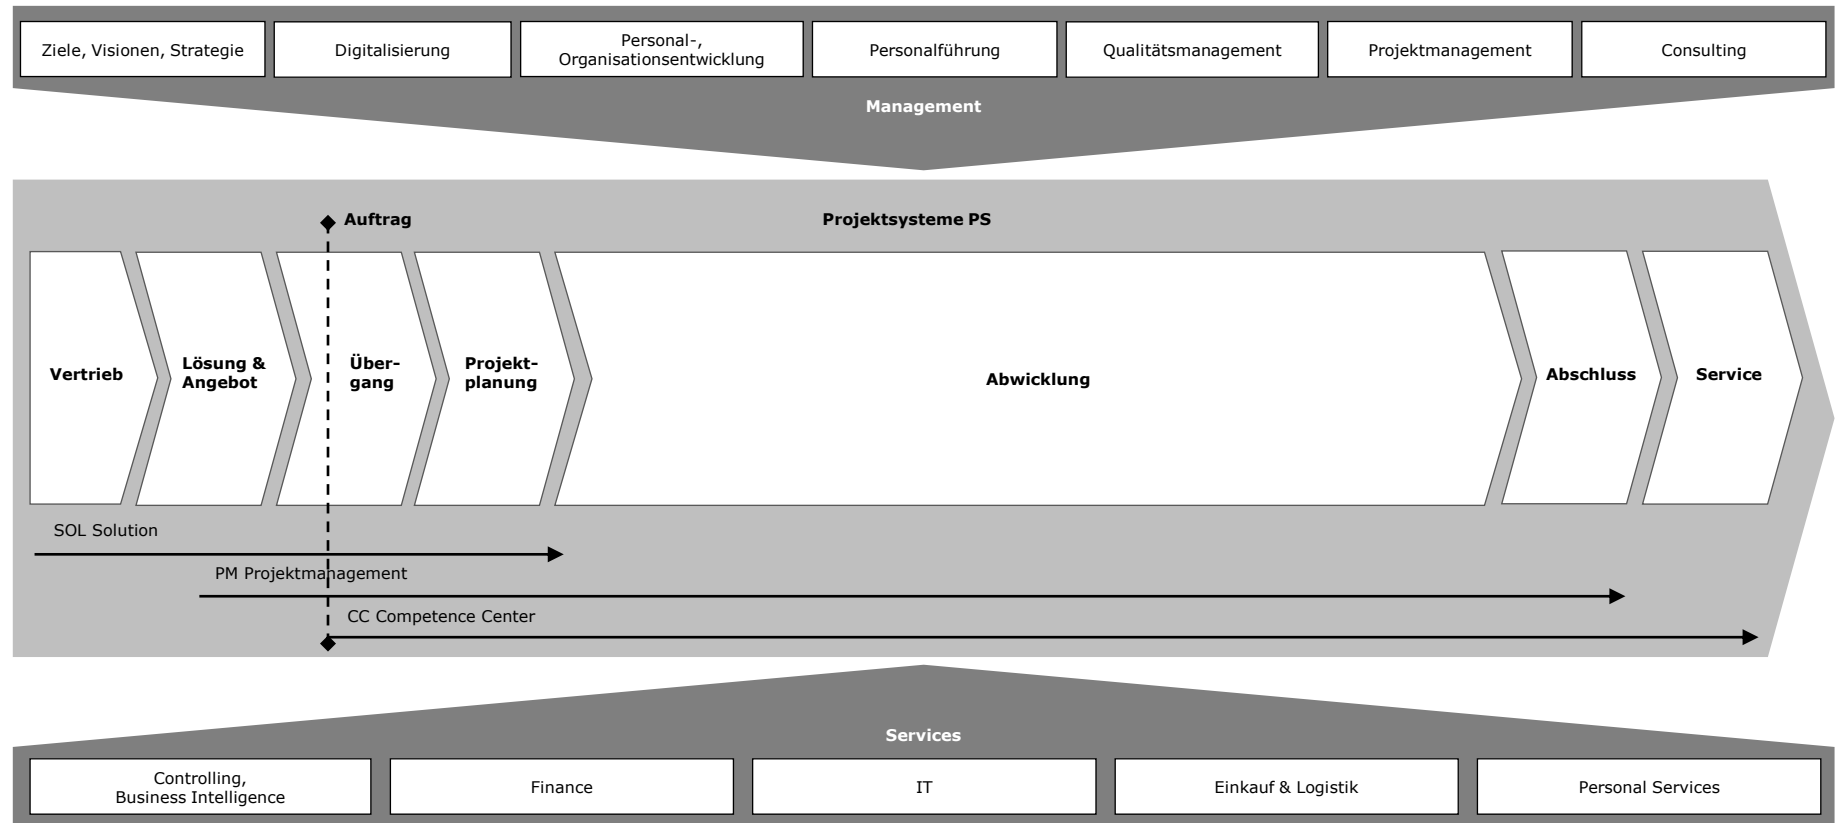 Ziele, Visionen, Strategie
Digitalisierung
Personal-,
Organisationsentwicklung
Personalführung
Qualitätsmanagement
Projektmanagement
Consulting
Management
Auftrag
Projektsysteme PS
Vertrieb
Lösung &
Angebot
Über-
gang
Projekt-
planung
Abwicklung
Abschluss
Service
SOL Solution
PM Projektmanagement
CC Competence Center
Services
Controlling,
Business Intelligence
Finance
IT
Einkauf & Logistik
Personal Services